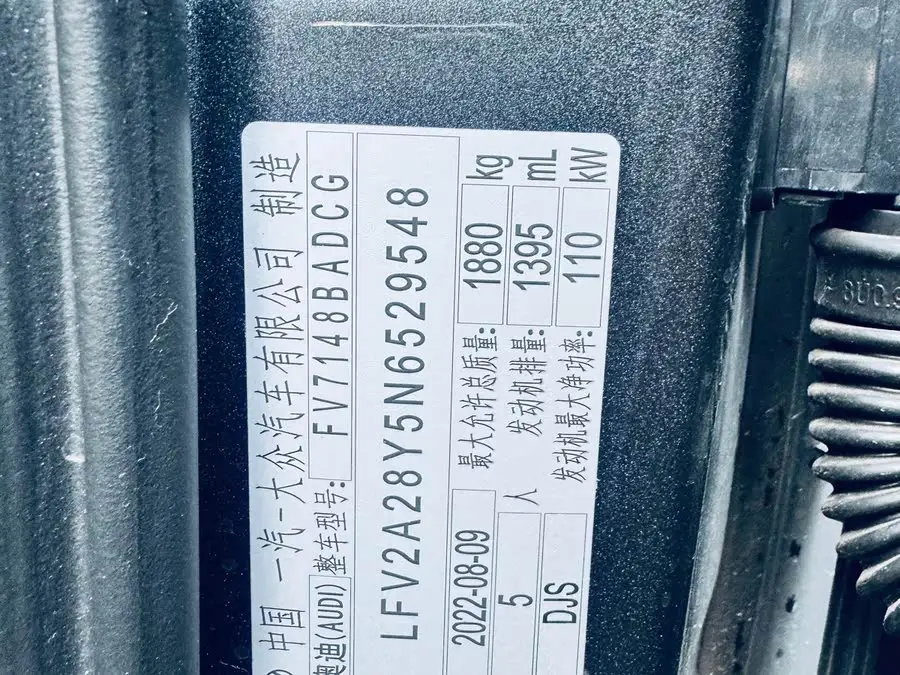 中国 一汽-大众汽车有限公司 制造
奥迪(AUDI) 整车型号: FV7148BADCG
LFV2A28Y5N6529548
2022-08-09 最大允许总质量: 1880 kg
5 人 发动机排量: 1395 mL
DJS 发动机最大净功率: 110 kW